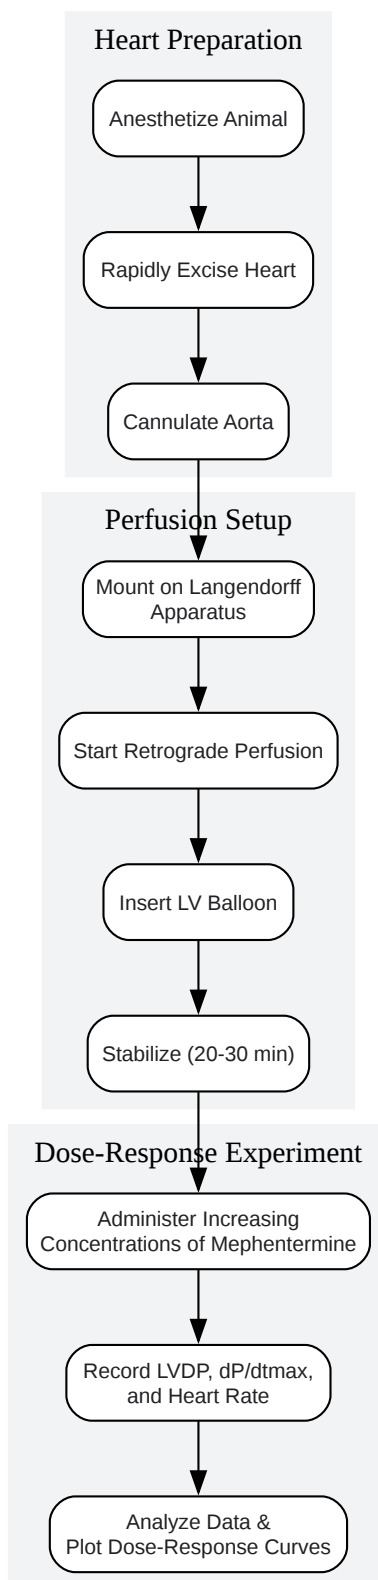 Heart Preparation
Anesthetize Animal
Rapidly Excise Heart
Cannulate Aorta
Perfusion Setup
Mount on Langendorff
Apparatus
Start Retrograde Perfusion
Insert LV Balloon
Stabilize (20-30 min)
Dose-Response Experiment
Administer Increasing
Concentrations of Mephentermine
Record LVDP, dP/dtmax,
and Heart Rate
Analyze Data &
Plot Dose-Response Curves